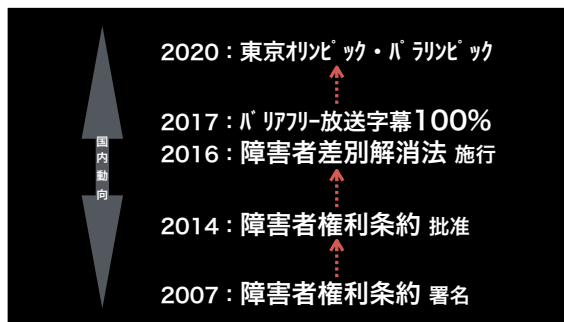 2020：東京ｵﾘﾝﾋﾟｯｸ・ﾊﾟﾗﾘﾝﾋﾟｯｸ
2017：ﾊﾞﾘｱﾌﾘｰ放送字幕100%
2016：障害者差別解消法 施行
2014：障害者権利条約 批准
2007：障害者権利条約 署名
国内動向